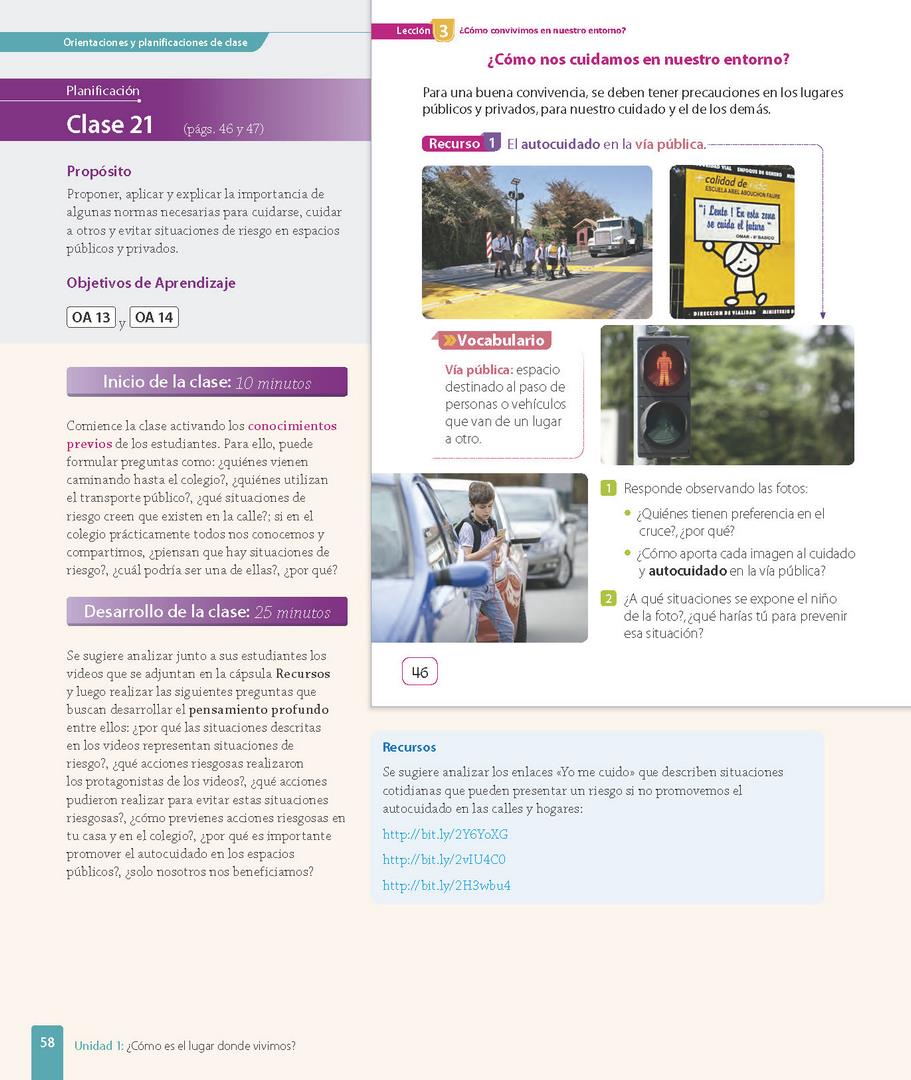 Orientaciones y planificaciones de clase
Planificación
Clase 21 (págs. 46 y 47)
Propósito
Proponer, aplicar y explicar la importancia de
algunas normas necesarias para cuidarse, cuidar
a otros y evitar situaciones de riesgo en espacios
públicos y privados.
Objetivos de Aprendizaje
OA 13 y OA 14
Inicio de la clase: 10 minutos
Comience la clase activando los conocimientos
previos de los estudiantes. Para ello, puede
formular preguntas como: ¿quiénes vienen
caminando hasta el colegio?, ¿quiénes utilizan
el transporte público?, ¿qué situaciones de
riesgo creen que existen en la calle?; si en el
colegio prácticamente todos nos conocemos y
compartimos, ¿piensan que hay situaciones de
riesgo?, ¿cuál podría ser una de ellas?, ¿por qué?
Desarrollo de la clase: 25 minutos
Se sugiere analizar junto a sus estudiantes los
videos que se adjuntan en la cápsula Recursos
y luego realizar las siguientes preguntas que
buscan desarrollar el pensamiento profundo
entre ellos: ¿por qué las situaciones descritas
en los videos representan situaciones de
riesgo?, ¿qué acciones riesgosas realizaron
los protagonistas de los videos?, ¿qué acciones
pudieron realizar para evitar estas situaciones
riesgosas?, ¿cómo previenes acciones riesgosas en
tu casa y en el colegio?, ¿por qué es importante
promover el autocuidado en los espacios
públicos?, ¿solo nosotros nos beneficiamos?
Lección 3 ¿Cómo convivimos en nuestro entorno?
¿Cómo nos cuidamos en nuestro entorno?
Para una buena convivencia, se deben tener precauciones en los lugares
públicos y privados, para nuestro cuidado y el de los demás.
Recurso 1 El autocuidado en la vía pública.
VIAL ENFOQUES DE GENERO
calidad de vida
ESCUELA ABEL ABOUCHON FAURE
"¡ Lento ! En esta zona
se cuida el futuro "
OMAR - 8º BASICO
DIRECCION DE VIALIDAD
Vocabulario
Vía pública: espacio
destinado al paso de
personas o vehículos
que van de un lugar
a otro.
1 Responde observando las fotos:
• ¿Quiénes tienen preferencia en el
cruce?, ¿por qué?
• ¿Cómo aporta cada imagen al cuidado
y autocuidado en la vía pública?
2 ¿A qué situaciones se expone el niño
de la foto?, ¿qué harías tú para prevenir
esa situación?
46
Recursos
Se sugiere analizar los enlaces «Yo me cuido» que describen situaciones
cotidianas que pueden presentar un riesgo si no promovemos el
autocuidado en las calles y hogares:
http://bit.ly/2Y6YoXG
http://bit.ly/2vIU4C0
http://bit.ly/2H3wbu4
58 Unidad 1: ¿Cómo es el lugar donde vivimos?